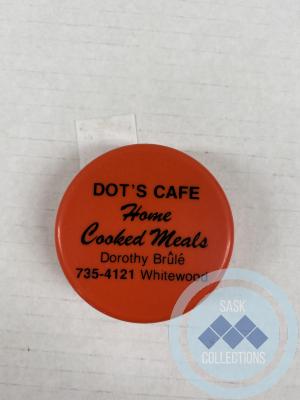 DOT'S CAFE
Home
Cooked Meals
Dorothy Brûlé
735-4121 Whitewood
SASK
COLLECTIONS